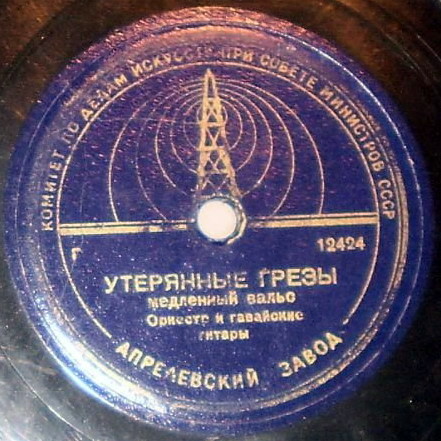 КОМИТЕТ ПО ДЕЛАМ ИСКУССТВ ПРИ СОВЕТЕ МИНИСТРОВ СССР
Г 12424
УТЕРЯННЫЕ ГРЕЗЫ
медленный вальс
Оркестр и гавайские
гитары
АПРЕЛЕВСКИЙ ЗАВОД